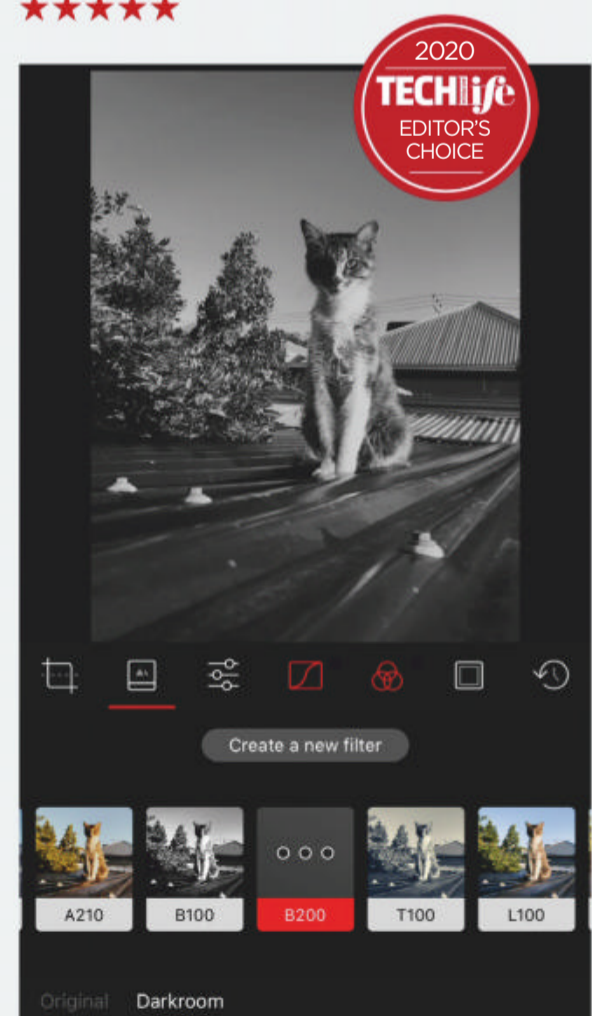 2020
TECHlife
EDITOR'S
CHOICE
Create a new filter
A210
B100
B200
T100
L100
Original
Darkroom